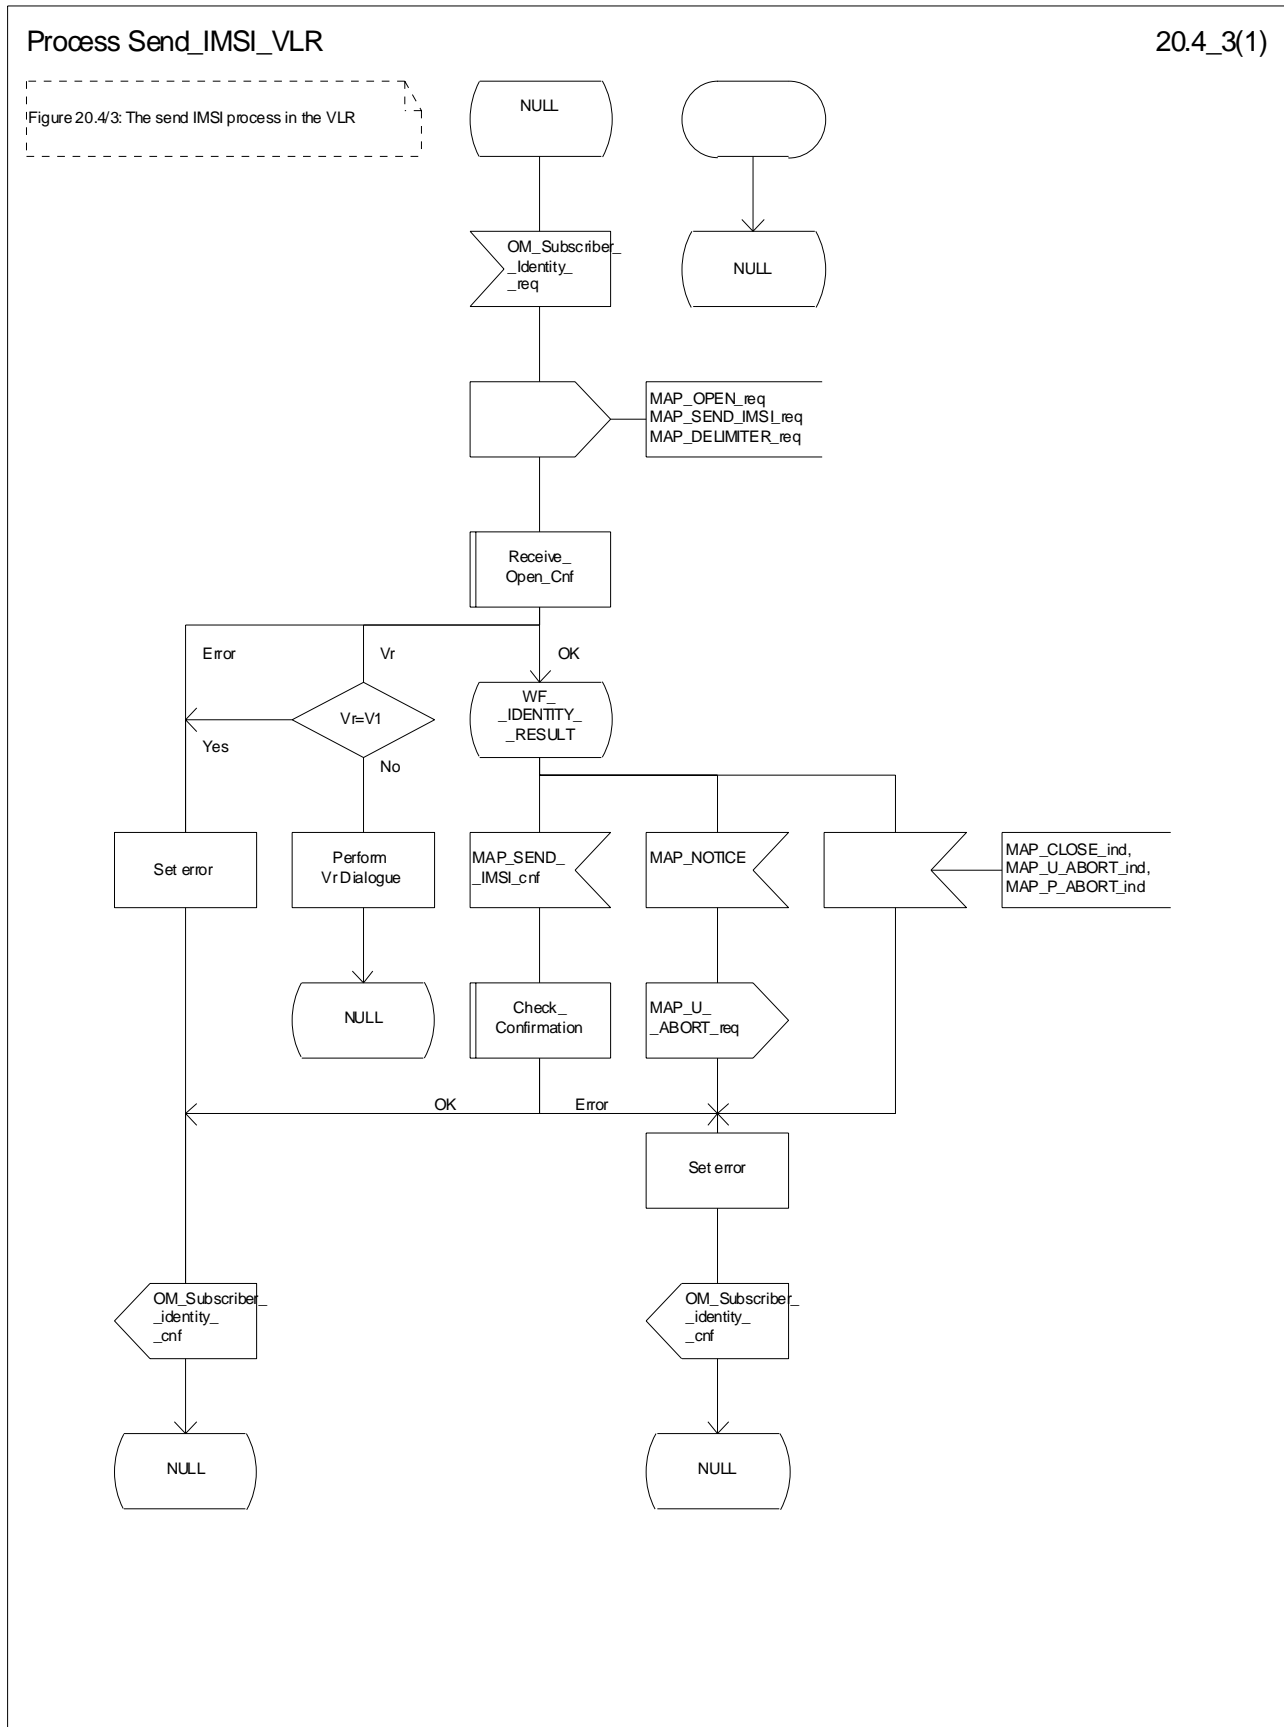 Process Send_IMSI_VLR
20.4_3(1)
Figure 20.4/3: The send IMSI process in the VLR
NULL
OM_Subscriber_
_Identity_
_req
NULL
MAP_OPEN_req
MAP_SEND_IMSI_req
MAP_DELIMITER_req
Receive_
Open_Cnf
Error
Vr
OK
Vr=V1
WF_
_IDENTITY_
_RESULT
Yes
No
Set error
Perform
Vr Dialogue
MAP_SEND_
_IMSI_cnf
MAP_NOTICE
MAP_CLOSE_ind,
MAP_U_ABORT_ind,
MAP_P_ABORT_ind
NULL
Check_
Confirmation
MAP_U_
_ABORT_req
OK
Error
Set error
OM_Subscriber_
_identity_
_cnf
OM_Subscriber_
_identity_
_cnf
NULL
NULL